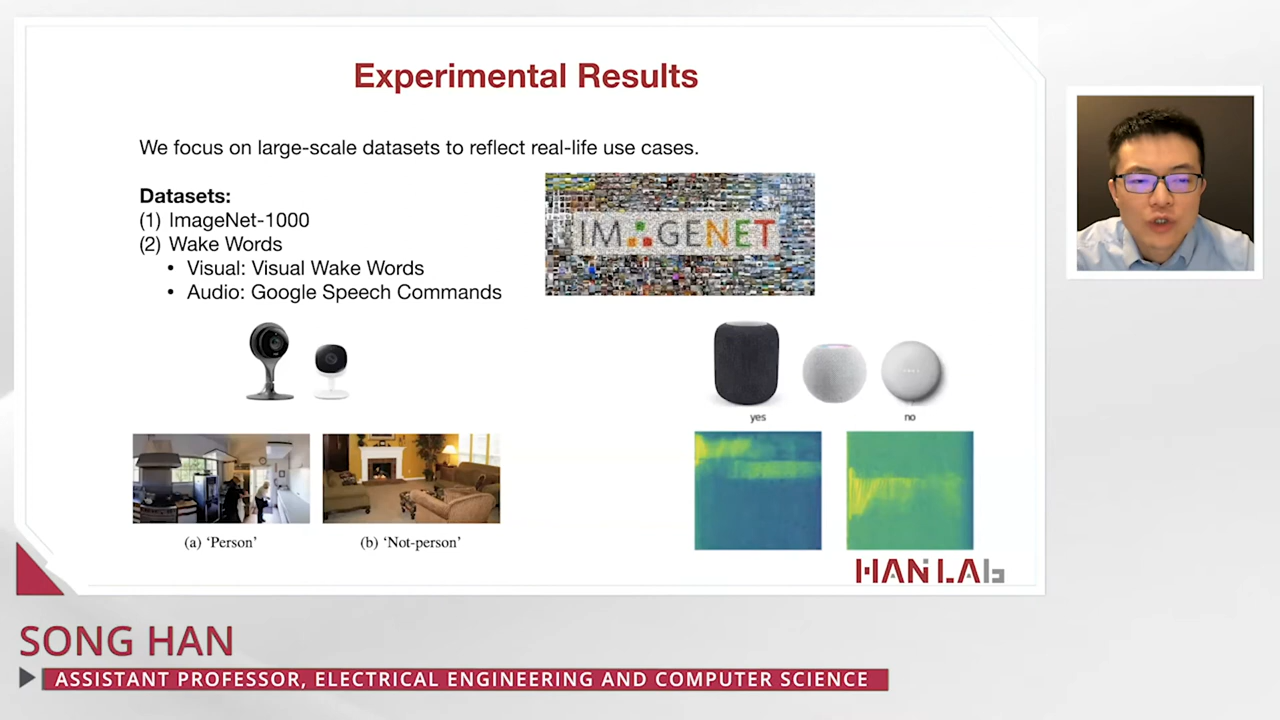 Experimental Results
We focus on large-scale datasets to reflect real-life use cases.
Datasets:
(1) ImageNet-1000
(2) Wake Words
• Visual: Visual Wake Words
• Audio: Google Speech Commands
IMAGENET
yes
no
(a) ‘Person’
(b) ‘Not-person’
HAN LAb
SONG HAN
ASSISTANT PROFESSOR, ELECTRICAL ENGINEERING AND COMPUTER SCIENCE